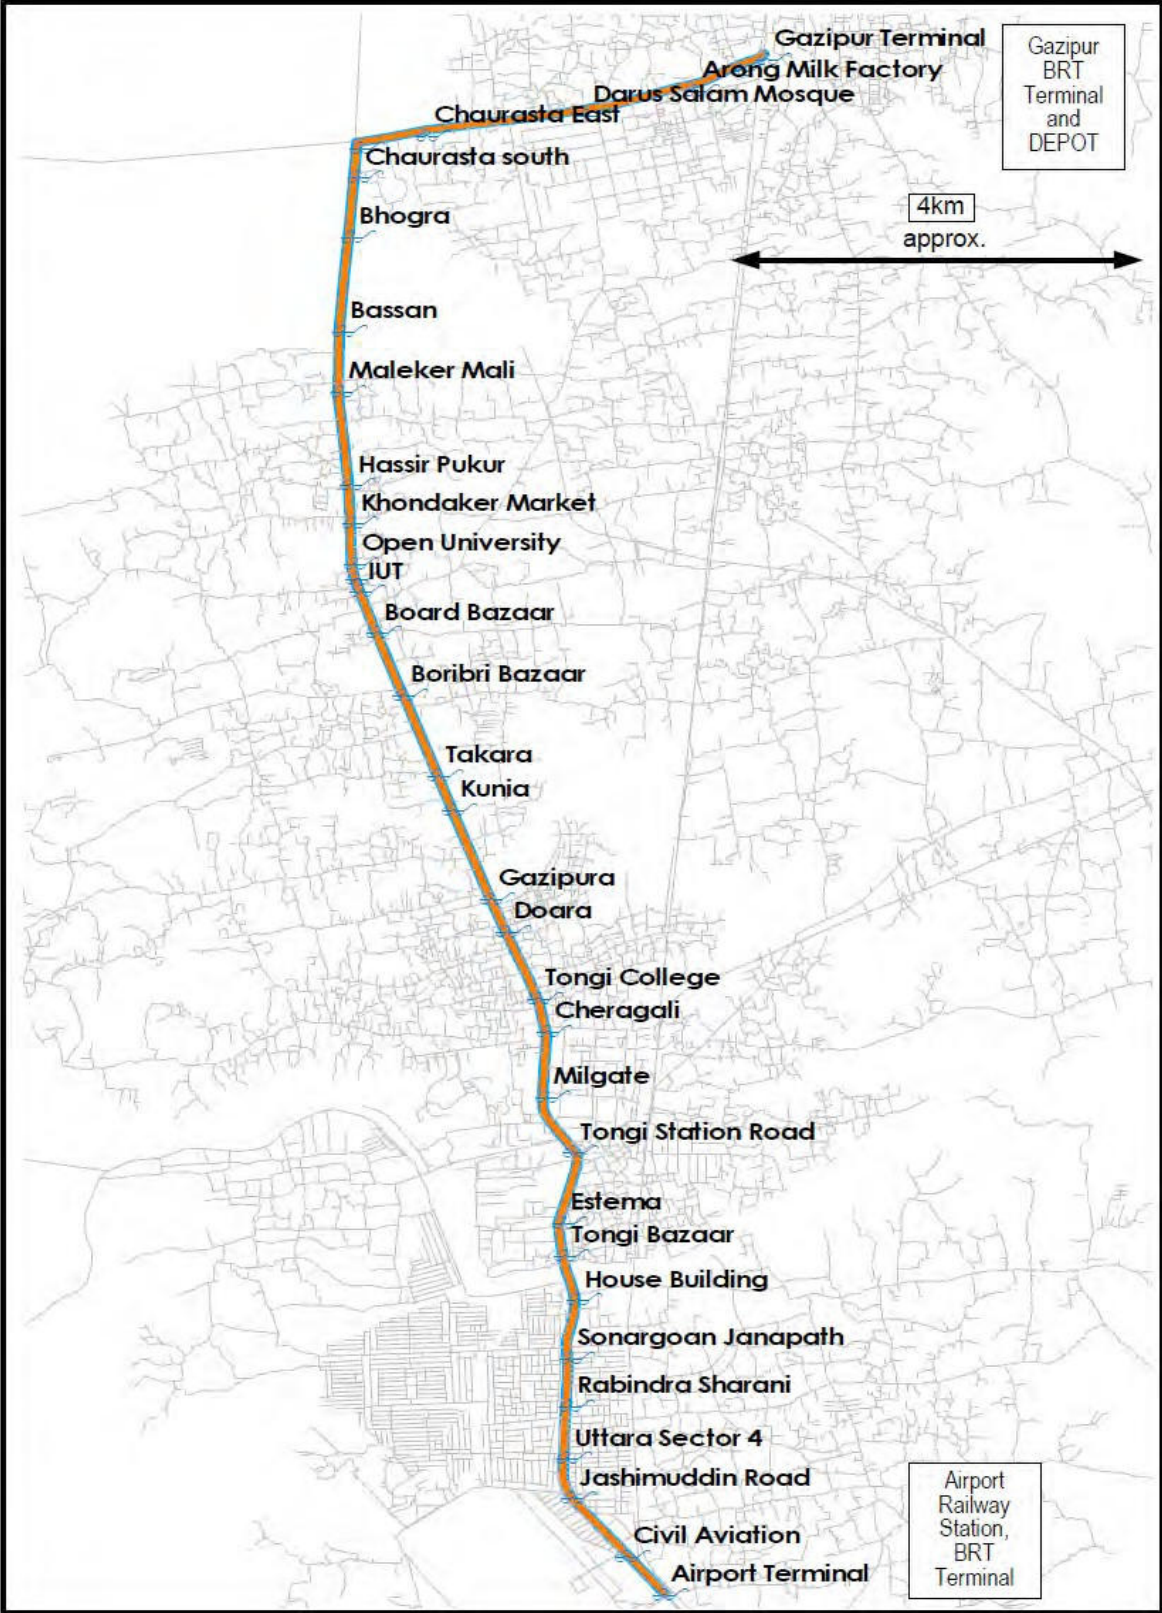 Gazipur Terminal
Arong Milk Factory
Darus Salam Mosque
Chaurasta East
Chaurasta south
Bhogra
Bassan
Maleker Mali
Hassir Pukur
Khondaker Market
Open University
IUT
Board Bazaar
Boribri Bazaar
Takara
Kunia
Gazipura
Doara
Tongi College
Cheragali
Milgate
Tongi Station Road
Estema
Tongi Bazaar
House Building
Sonargoan Janapath
Rabindra Sharani
Uttara Sector 4
Jashimuddin Road
Civil Aviation
Airport Terminal
Gazipur
BRT
Terminal
and
DEPOT
4km
approx.
Airport
Railway
Station,
BRT
Terminal